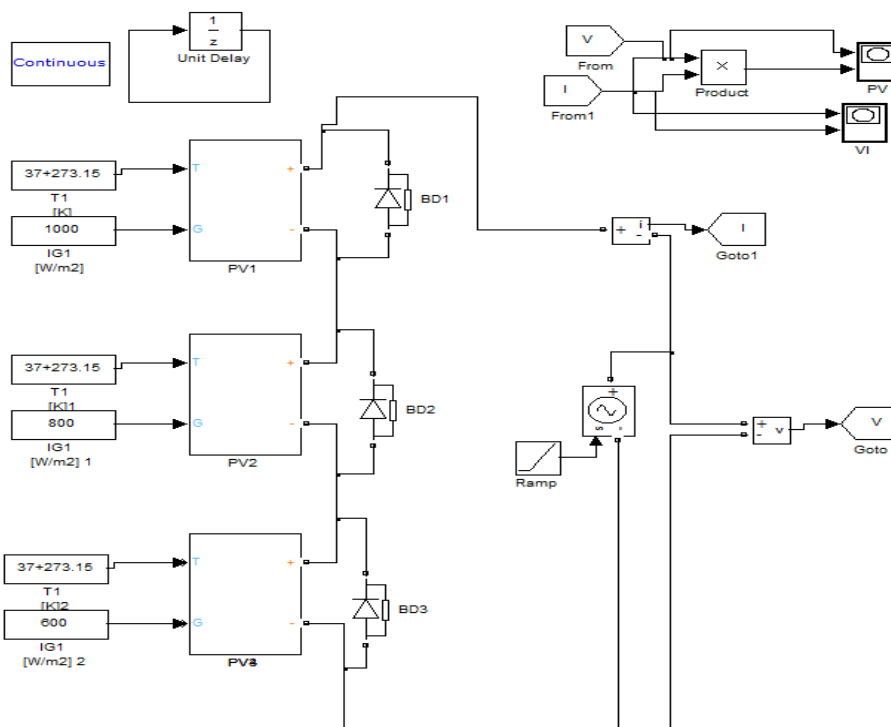 Continuous
1
z
Unit Delay
V
From
I
From1
×
Product
PV
VI
37+273.15
T1
[K]
1000
IG1
[W/m2]
T
G
+
-
PV1
BD1
+
i
-
I
Goto1
37+273.15
T1
[K]1
800
IG1
[W/m2] 1
T
G
+
-
PV2
BD2
+
s
-
Ramp
+
-
v
V
Goto
37+273.15
T1
[K]2
600
IG1
[W/m2] 2
T
G
+
-
BD3